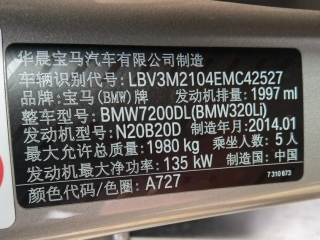 华晨宝马汽车有限公司制造
车辆识别代号: LBV3M2104EMC42527
品牌: 宝马(BMW)牌 发动机排量: 1997 ml
整车型号: BMW7200DL(BMW320Li)
发动机型号: N20B20D 制造年月: 2014.01
最大允许总质量: 1980 kg 乘坐人数: 5 人
发动机最大净功率: 135 kW 制造国: 中国
颜色代码/色圈: A727
7 310 673